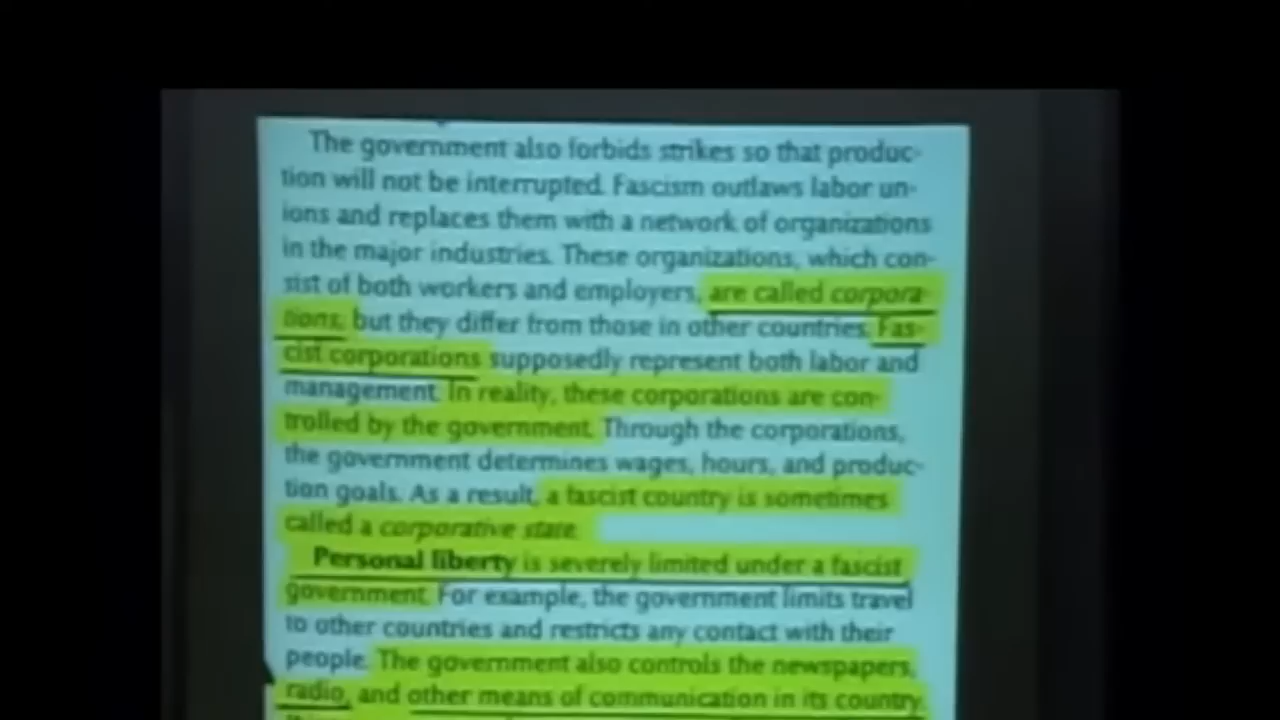 The government also forbids strikes so that produc-
tion will not be interrupted. Fascism outlaws labor un-
ions and replaces them with a network of organizations
in the major industries. These organizations, which con-
sist of both workers and employers, are called corpora-
tions, but they differ from those in other countries. Fas-
cist corporations supposedly represent both labor and
management. In reality, these corporations are con-
trolled by the government. Through the corporations,
the government determines wages, hours, and produc-
tion goals. As a result, a fascist country is sometimes
called a corporative state.
Personal liberty is severely limited under a fascist
government. For example, the government limits travel
to other countries and restricts any contact with their
people. The government also controls the newspapers,
radio, and other means of communication in its country.